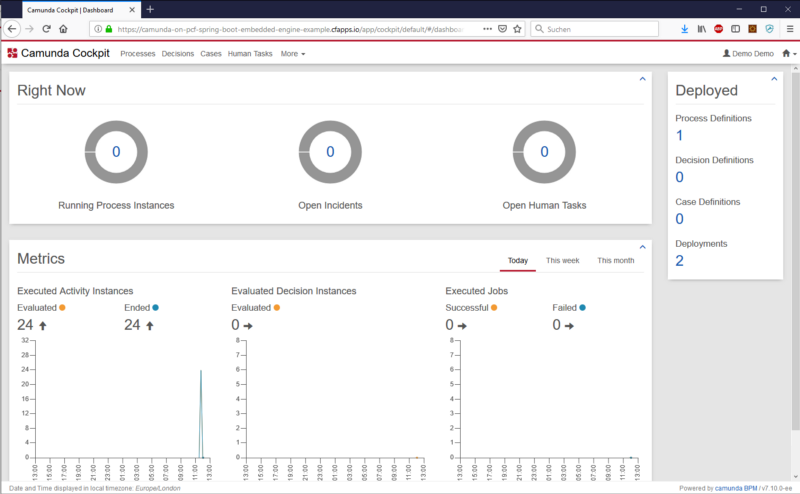 Camunda Cockpit | Dashboard
https://camunda-on-pcf-spring-boot-embedded-engine-example.cfapps.io/app/cockpit/default/#/dashboa
Suchen
Camunda Cockpit Processes Decisions Cases Human Tasks More Demo Demo
Right Now
0 0 0
Running Process Instances Open Incidents Open Human Tasks
Deployed
Process Definitions
1
Decision Definitions
0
Case Definitions
0
Deployments
2
Metrics
Today This week This month
Executed Activity Instances
Evaluated Ended
24 24
32
28
24
20
16
12
8
4
0
13:00 15:00 17:00 19:00 21:00 23:00 01:00 03:00 05:00 07:00 09:00 11:00 13:00
Evaluated Decision Instances
Evaluated
0
8
7
6
5
4
3
2
1
0
13:00 15:00 17:00 19:00 21:00 23:00 01:00 03:00 05:00 07:00 09:00 11:00 13:00
Executed Jobs
Successful Failed
0 0
8
7
6
5
4
3
2
1
0
13:00 15:00 17:00 19:00 21:00 23:00 01:00 03:00 05:00 07:00 09:00 11:00 13:00
Date and Time displayed in local timezone: Europe/London
Powered by camunda BPM / v7.10.0-ee